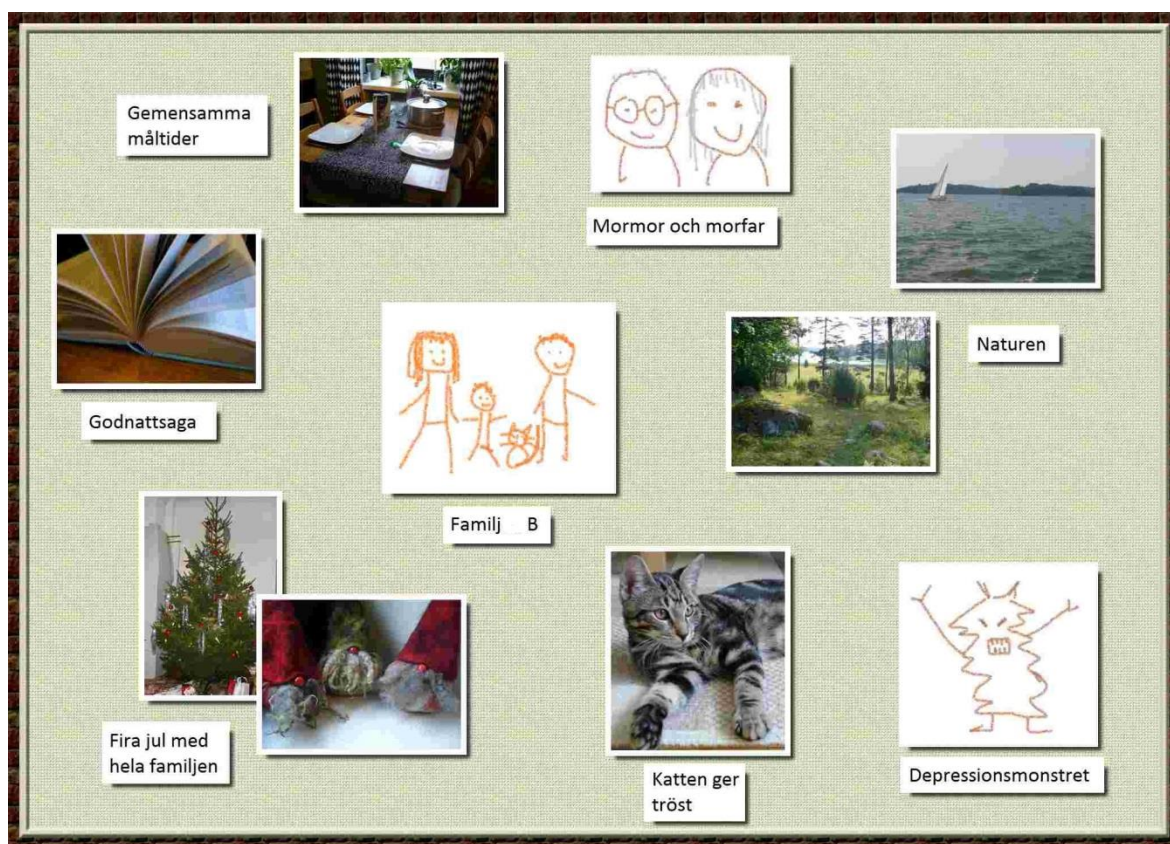 Gemensamma
måltider
Mormor och morfar
Naturen
Godnattsaga
Familj B
Fira jul med
hela familjen
Katten ger
tröst
Depressionsmonstret